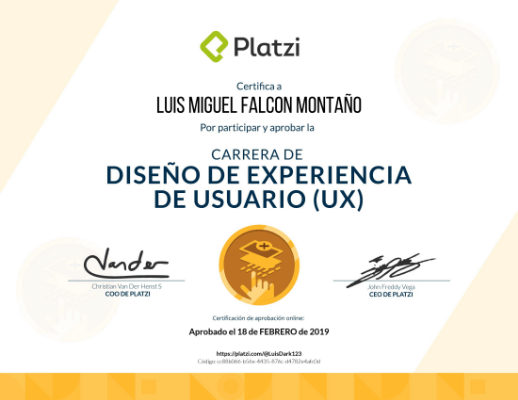 Platzi
Certifica a
LUIS MIGUEL FALCON MONTAÑO
Por participar y aprobar la
CARRERA DE
DISEÑO DE EXPERIENCIA
DE USUARIO (UX)
Christian Van Der Henst S
COO DE PLATZI
John Freddy Vega
CEO DE PLATZI
Certificación de aprobación online:
Aprobado el 18 de FEBRERO de 2019
https://platzi.com/@LuisDark123
Código: